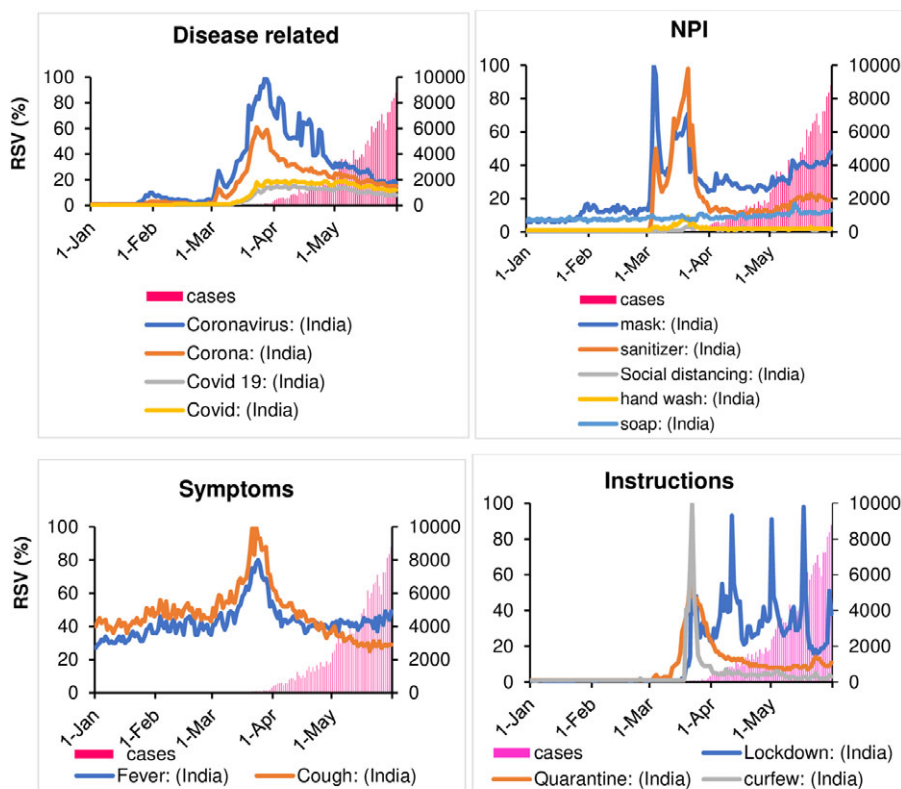 Disease related
RSV (%)
100
80
60
40
20
0
10000
8000
6000
4000
2000
0
1-Jan
1-Feb
1-Mar
1-Apr
1-May
cases
Coronavirus: (India)
Corona: (India)
Covid 19: (India)
Covid: (India)
NPI
100
80
60
40
20
0
10000
8000
6000
4000
2000
0
1-Jan
1-Feb
1-Mar
1-Apr
1-May
cases
mask: (India)
sanitizer: (India)
Social distancing: (India)
hand wash: (India)
soap: (India)
Symptoms
RSV (%)
100
80
60
40
20
0
10000
8000
6000
4000
2000
0
1-Jan
1-Feb
1-Mar
1-Apr
1-May
cases
Fever: (India) Cough: (India)
Instructions
100
80
60
40
20
0
10000
8000
6000
4000
2000
0
1-Jan
1-Feb
1-Mar
1-Apr
1-May
cases Lockdown: (India)
Quarantine: (India) curfew: (India)